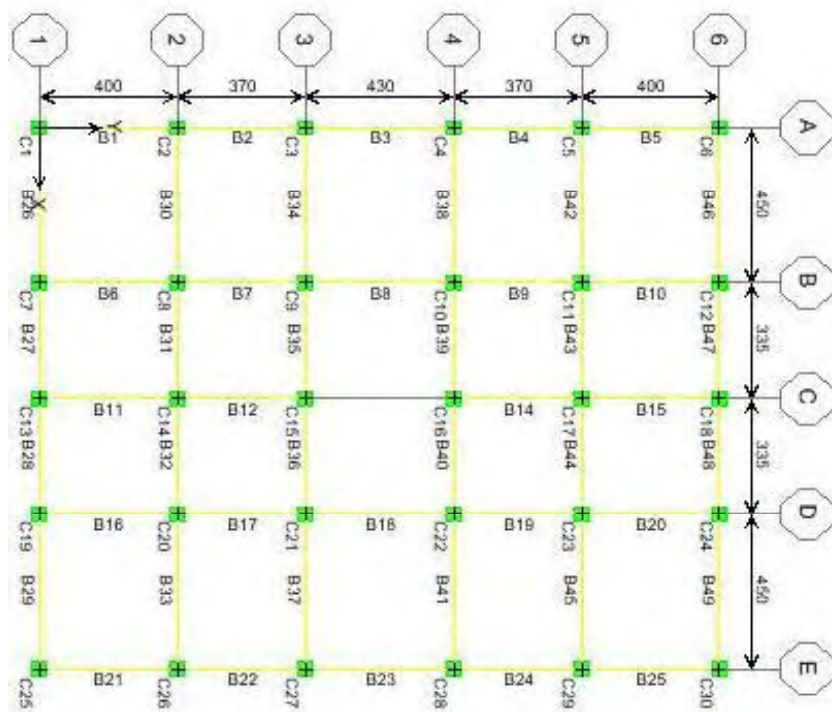 1 2 3 4 5 6
400 370 430 370 400
A
C1 B1 Y C2 B2 C3 B3 C4 B4 C5 B5 C6
X B26 B30 B34 B38 B42 B46 450
B
C7 B6 C8 B7 C9 B8 C10 B9 C11 B10 C12
B27 B31 B35 B39 B43 B47 335
C
C13 B11 C14 B12 C15 C16 B14 C17 B15 C18
B28 B32 B36 B40 B44 B48 335
D
C19 B16 C20 B17 C21 B18 C22 B19 C23 B20 C24
B29 B33 B37 B41 B45 B49 450
E
C25 B21 C26 B22 C27 B23 C28 B24 C29 B25 C30